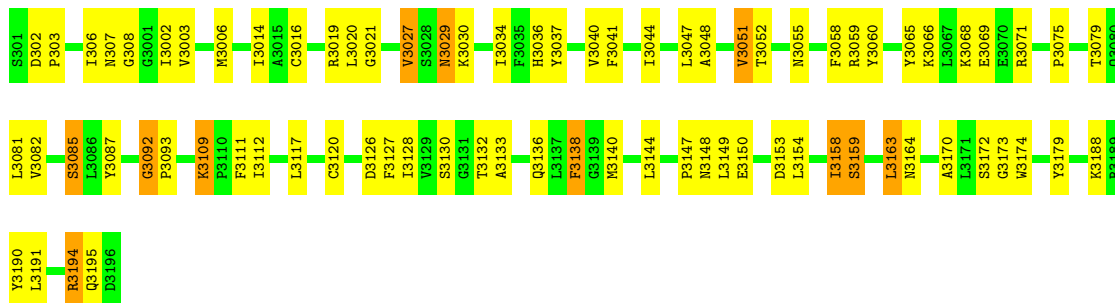 S301 D302 P303 I306 N307 G308 G3001 I3002 V3003 M3006 I3014 A3015 C3016 R3019 L3020 G3021 V3027 S3028 N3029 K3030 I3034 F3035 H3036 Y3037 V3040 F3041 I3044 L3047 A3048 V3051 T3052 N3055 F3058 R3059 Y3060 Y3065 K3066 L3067 K3068 E3069 E3070 R3071 P3075 T3079
L3081 V3082 S3085 L3086 Y3087 G3092 P3093 K3109 P3110 F3111 I3112 L3117 C3120 D3126 F3127 I3128 V3129 S3130 G3131 T3132 A3133 Q3136 L3137 F3138 G3139 M3140 L3144 P3147 N3148 L3149 E3150 D3153 L3154 I3158 S3159 L3163 N3164 A3170 L3171 S3172 G3173 W3174 Y3179 K3188
Y3190 L3191 R3194 Q3195 D3196